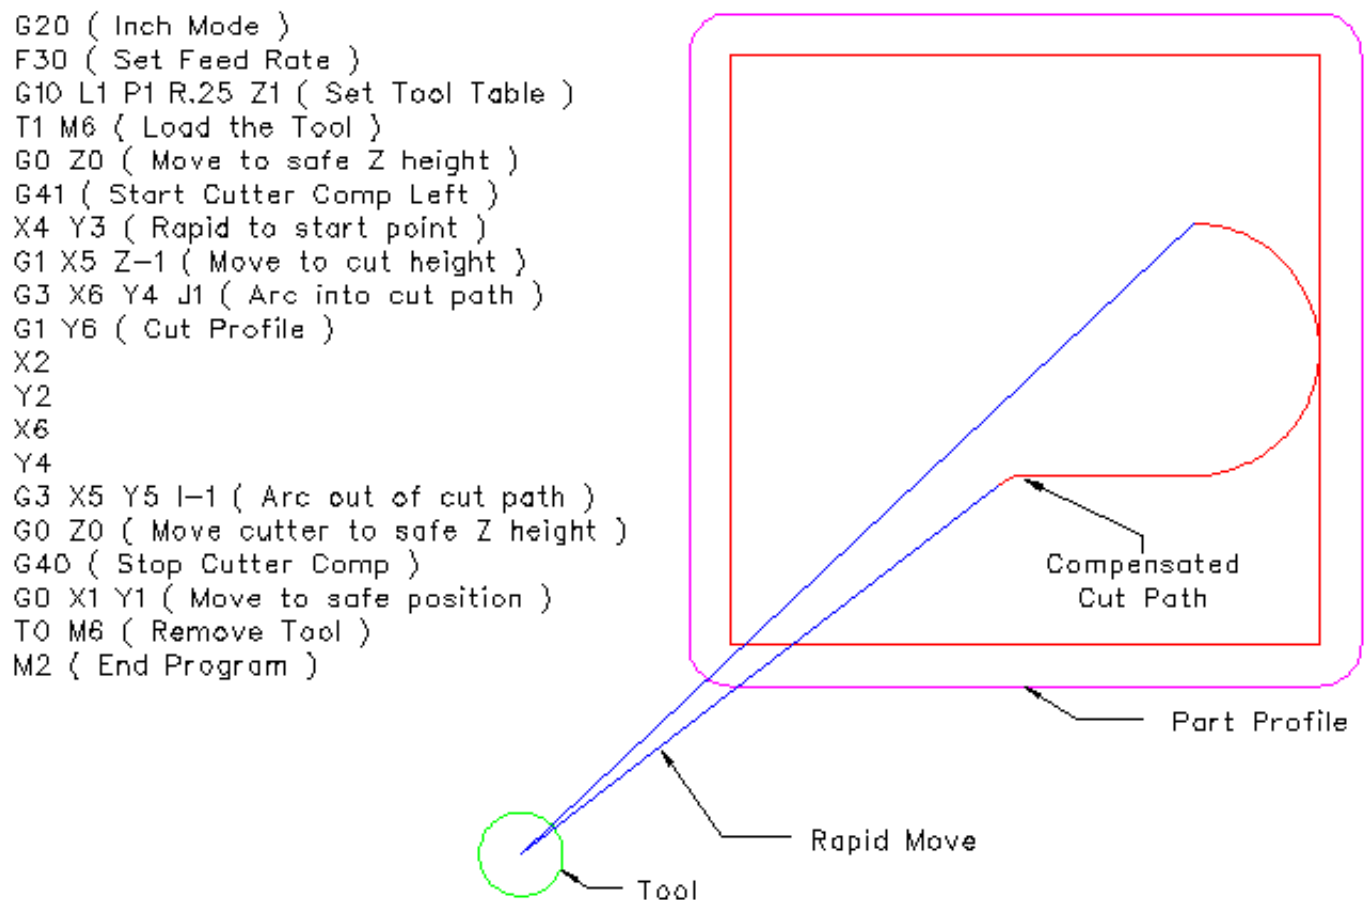 G20 ( Inch Mode )
F30 ( Set Feed Rate )
G10 L1 P1 R.25 Z1 ( Set Tool Table )
T1 M6 ( Load the Tool )
G0 Z0 ( Move to safe Z height )
G41 ( Start Cutter Comp Left )
X4 Y3 ( Rapid to start point )
G1 X5 Z-1 ( Move to cut height )
G3 X6 Y4 J1 ( Arc into cut path )
G1 Y6 ( Cut Profile )
X2
Y2
X6
Y4
G3 X5 Y5 I-1 ( Arc out of cut path )
G0 Z0 ( Move cutter to safe Z height )
G40 ( Stop Cutter Comp )
G0 X1 Y1 ( Move to safe position )
T0 M6 ( Remove Tool )
M2 ( End Program )
Compensated
Cut Path
Part Profile
Rapid Move
Tool